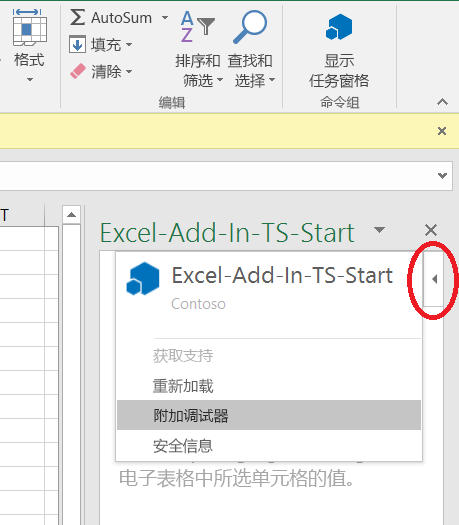 AutoSum
填充
清除
格式
排序和
筛选
查找和
选择
编辑
显示
任务窗格
命令组
T
Excel-Add-In-TS-Start
Excel-Add-In-TS-Start
Contoso
获取支持
重新加载
附加调试器
安全信息
电子表格中所选单元格的值。